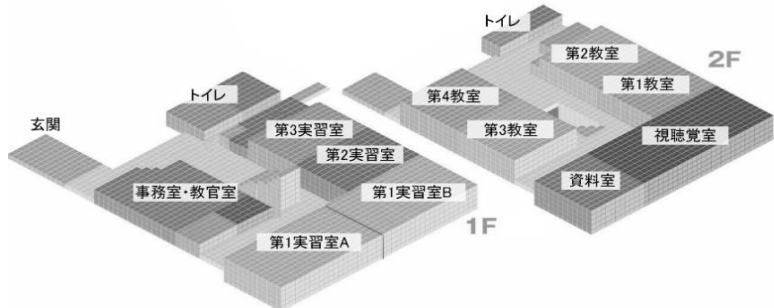 トイレ
第2教室
2F
第1教室
トイレ
第4教室
第3実習室
玄関
第3教室
視聴覚室
第2実習室
資料室
事務室・教官室
第1実習室B
1F
第1実習室A